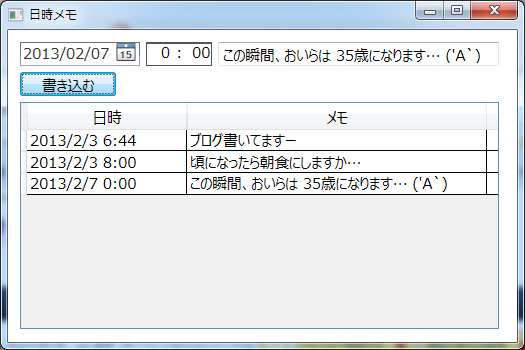 日時メモ
2013/02/07 15 0 : 00 この瞬間、おいらは 35歳になります… ('A`)
書き込む
日時 メモ
2013/2/3 6:44 ブログ書いてますー
2013/2/3 8:00 頃になったら朝食にしますか…
2013/2/7 0:00 この瞬間、おいらは 35歳になります… ('A`)